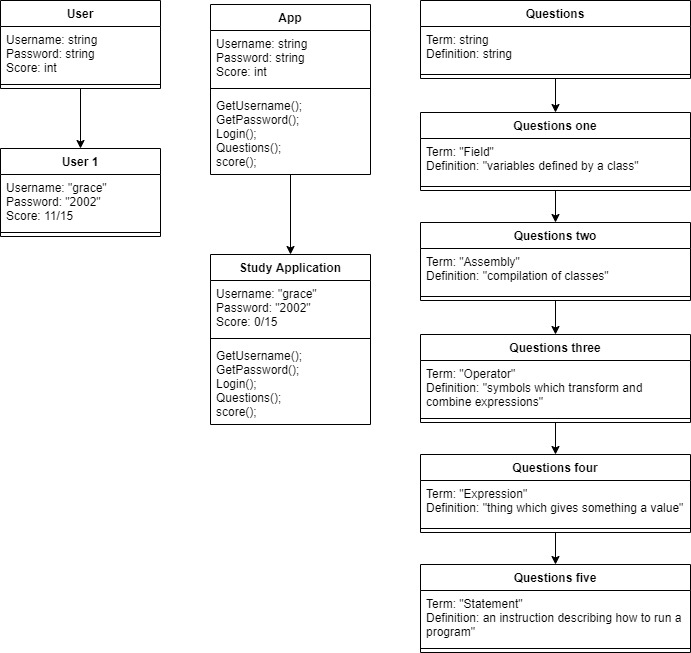 User
Username: string
Password: string
Score: int
User 1
Username: "grace"
Password: "2002"
Score: 11/15
App
Username: string
Password: string
Score: int
GetUsername();
GetPassword();
Login();
Questions();
score();
Study Application
Username: "grace"
Password: "2002"
Score: 0/15
GetUsername();
GetPassword();
Login();
Questions();
score();
Questions
Term: string
Definition: string
Questions one
Term: "Field"
Definition: "variables defined by a class"
Questions two
Term: "Assembly"
Definition: "compilation of classes"
Questions three
Term: "Operator"
Definition: "symbols which transform and
combine expressions"
Questions four
Term: "Expression"
Definition: "thing which gives something a value"
Questions five
Term: "Statement"
Definition: an instruction describing how to run a
program"